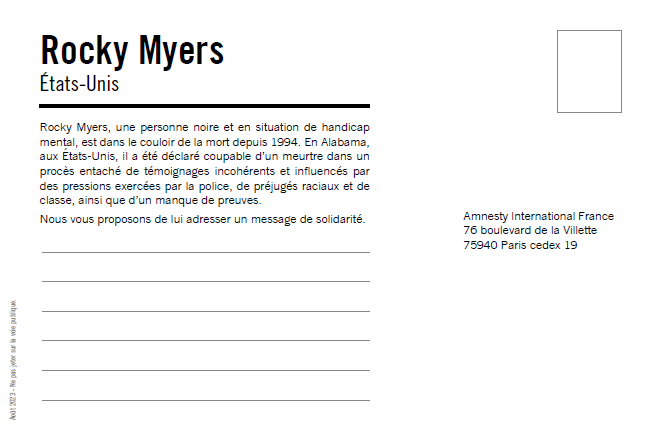 Rocky Myers
États-Unis
Rocky Myers, une personne noire et en situation de handicap
mental, est dans le couloir de la mort depuis 1994. En Alabama,
aux États-Unis, il a été déclaré coupable d'un meurtre dans un
procès entaché de témoignages incohérents et influencés par
des pressions exercées par la police, de préjugés raciaux et de
classe, ainsi que d'un manque de preuves.
Nous vous proposons de lui adresser un message de solidarité.
Amnesty International France
76 boulevard de la Villette
75940 Paris cedex 19
Août 2023 - Ne pas jeter sur la voie publique.